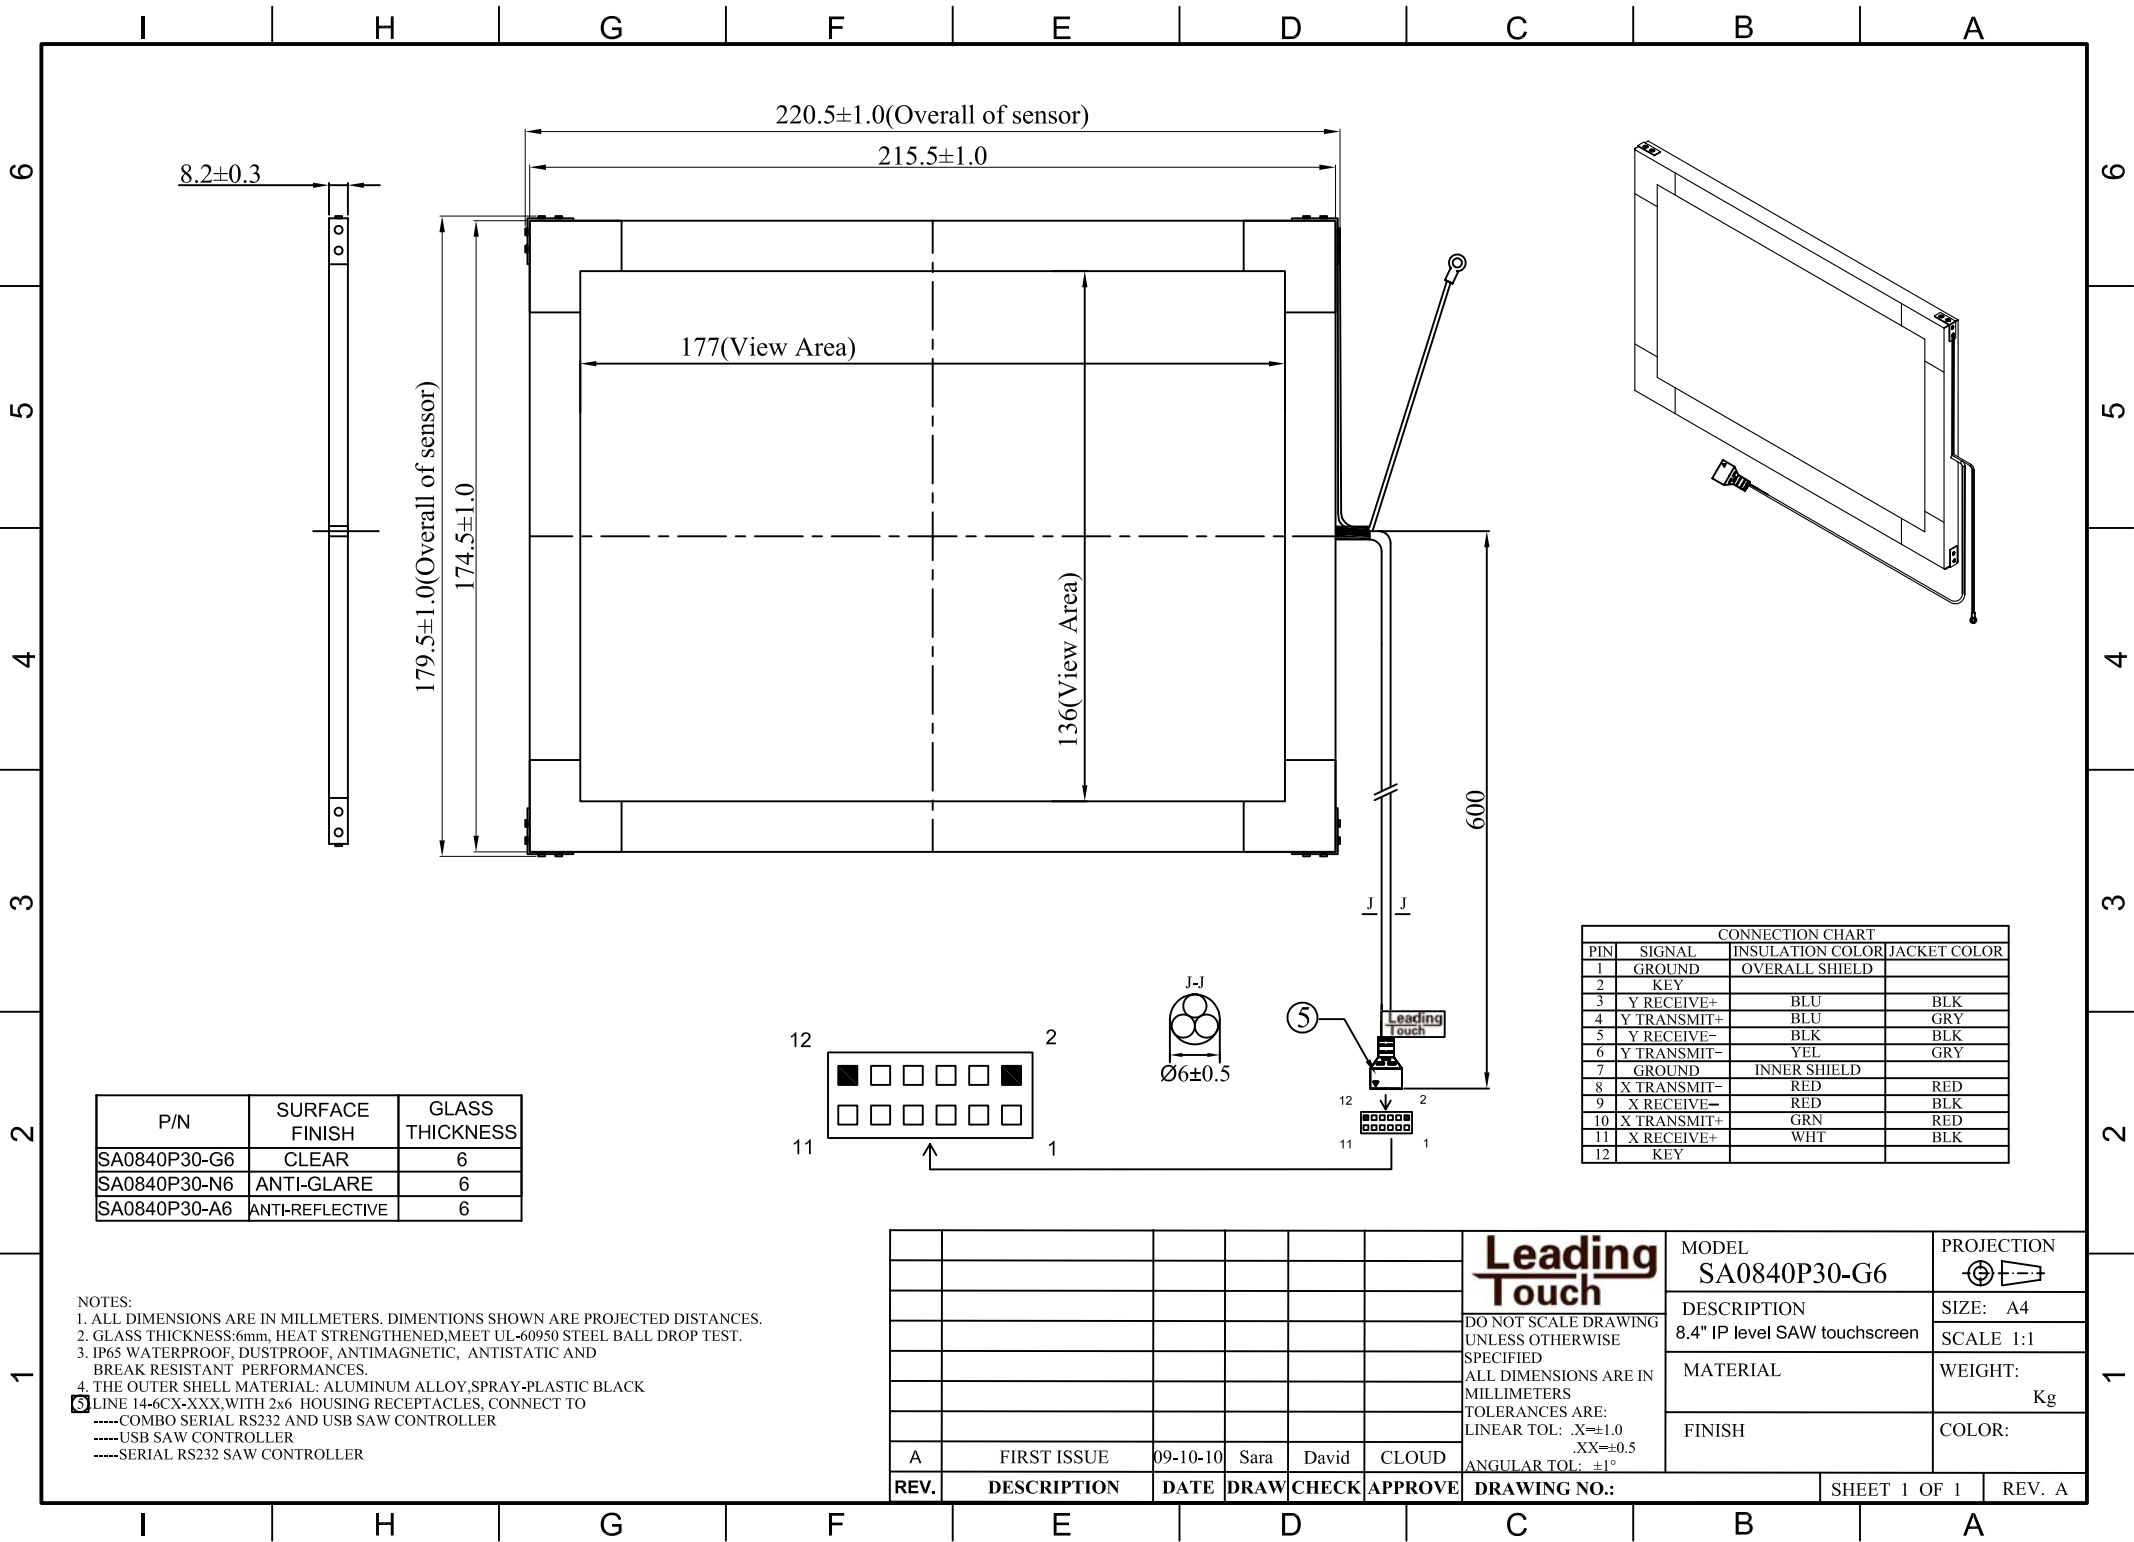 I H G F E D C B A
6 6
5 5
4 4
3 3
2 2
1 1
220.5±1.0(Overall of sensor)
215.5±1.0
8.2±0.3
177(View Area)
179.5±1.0(Overall of sensor)
174.5±1.0
136(View Area)
600
J J
J-J
Ø6±0.5
5
Leading
Touch
12 2
11 1
12 2
11 1
CONNECTION CHART
PIN SIGNAL INSULATION COLOR JACKET COLOR
1 GROUND OVERALL SHIELD
2 KEY
3 Y RECEIVE+ BLU BLK
4 Y TRANSMIT+ BLU GRY
5 Y RECEIVE- BLK BLK
6 Y TRANSMIT- YEL GRY
7 GROUND INNER SHIELD
8 X TRANSMIT- RED RED
9 X RECEIVE- RED BLK
10 X TRANSMIT+ GRN RED
11 X RECEIVE+ WHT BLK
12 KEY
P/N SURFACE FINISH GLASS THICKNESS
SA0840P30-G6 CLEAR 6
SA0840P30-N6 ANTI-GLARE 6
SA0840P30-A6 ANTI-REFLECTIVE 6
NOTES:
1. ALL DIMENSIONS ARE IN MILLMETERS. DIMENTIONS SHOWN ARE PROJECTED DISTANCES.
2. GLASS THICKNESS:6mm, HEAT STRENGTHENED,MEET UL-60950 STEEL BALL DROP TEST.
3. IP65 WATERPROOF, DUSTPROOF, ANTIMAGNETIC, ANTISTATIC AND
BREAK RESISTANT PERFORMANCES.
4. THE OUTER SHELL MATERIAL: ALUMINUM ALLOY,SPRAY-PLASTIC BLACK
5.LINE 14-6CX-XXX,WITH 2x6 HOUSING RECEPTACLES, CONNECT TO
-----COMBO SERIAL RS232 AND USB SAW CONTROLLER
-----USB SAW CONTROLLER
-----SERIAL RS232 SAW CONTROLLER
A FIRST ISSUE 09-10-10 Sara David CLOUD
REV. DESCRIPTION DATE DRAW CHECK APPROVE
Leading
Touch
DO NOT SCALE DRAWING
UNLESS OTHERWISE
SPECIFIED
ALL DIMENSIONS ARE IN
MILLIMETERS
TOLERANCES ARE:
LINEAR TOL: .X=±1.0
.XX=±0.5
ANGULAR TOL: ±1°
DRAWING NO.:
MODEL
SA0840P30-G6
DESCRIPTION
8.4" IP level SAW touchscreen
MATERIAL
FINISH
PROJECTION
SIZE: A4
SCALE 1:1
WEIGHT:
Kg
COLOR:
SHEET 1 OF 1
REV. A
I H G F E D C B A